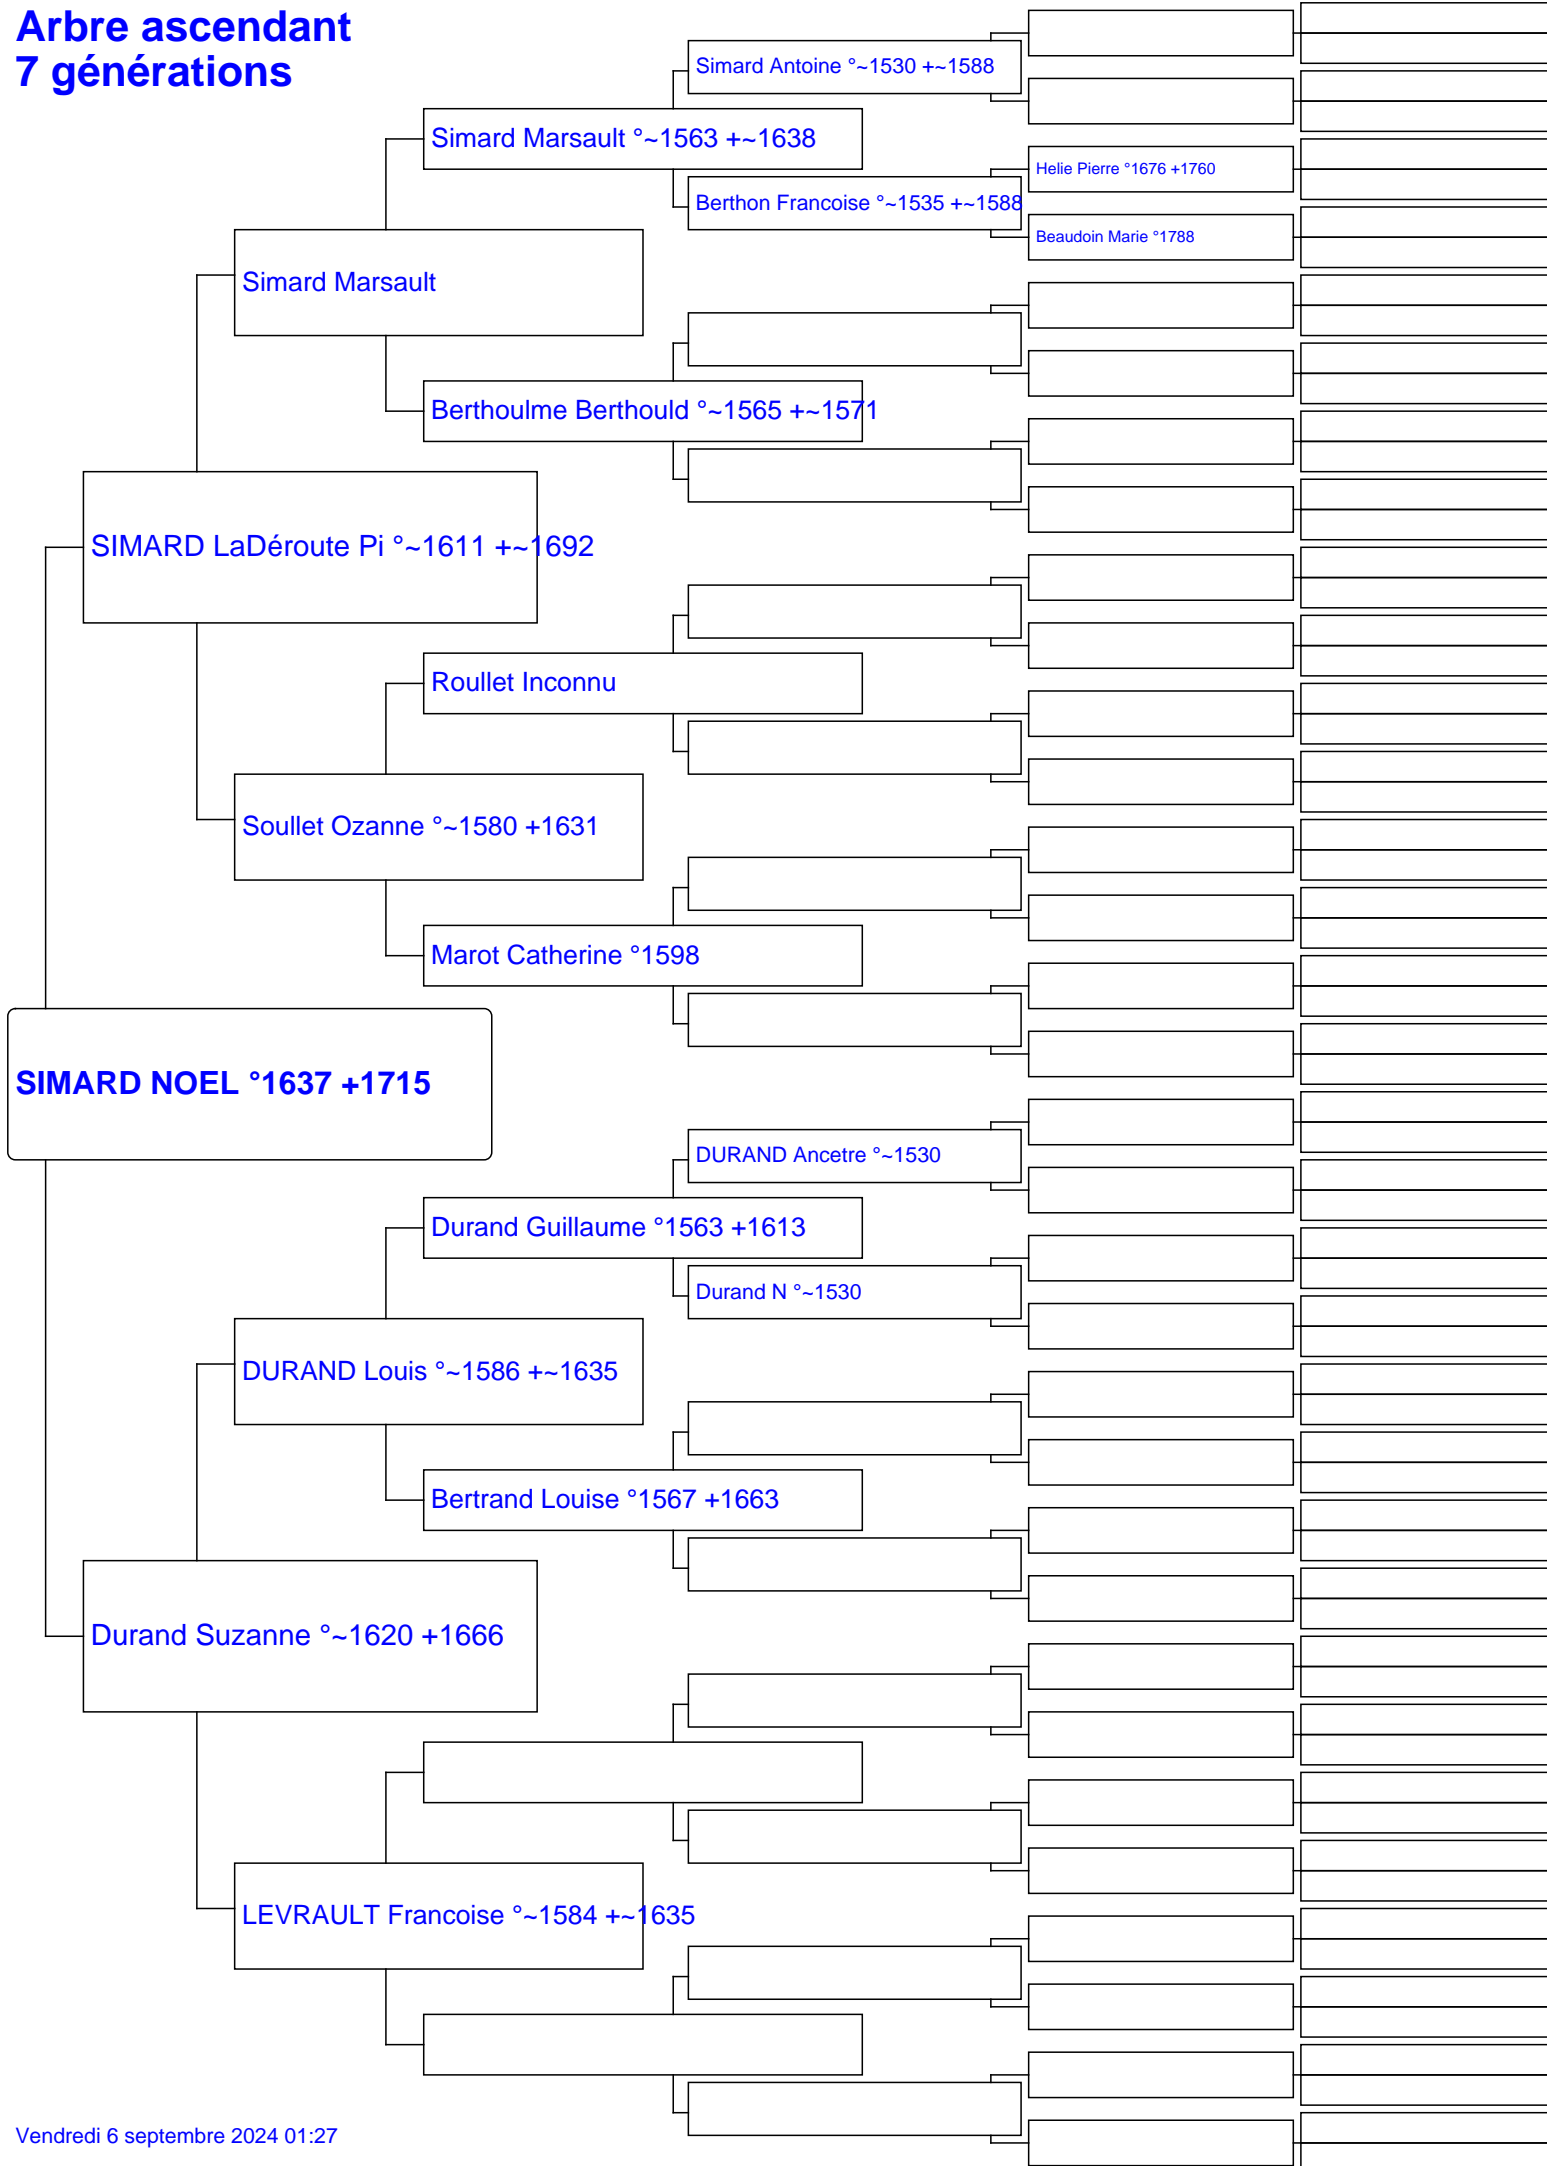 Arbre ascendant
7 générations
Simard Antoine °~1530 +~1588
Simard Marsault °~1563 +~1638
Helie Pierre °1676 +1760
Berthon Francoise °~1535 +~1588
Beaudoin Marie °1788
Simard Marsault
Berthoulme Berthould °~1565 +~1571
SIMARD LaDéroute Pi °~1611 +~1692
Roullet Inconnu
Soullet Ozanne °~1580 +1631
Marot Catherine °1598
SIMARD NOEL °1637 +1715
DURAND Ancetre °~1530
Durand Guillaume °1563 +1613
Durand N °~1530
DURAND Louis °~1586 +~1635
Bertrand Louise °1567 +1663
Durand Suzanne °~1620 +1666
LEVRAULT Francoise °~1584 +~1635
Vendredi 6 septembre 2024 01:27